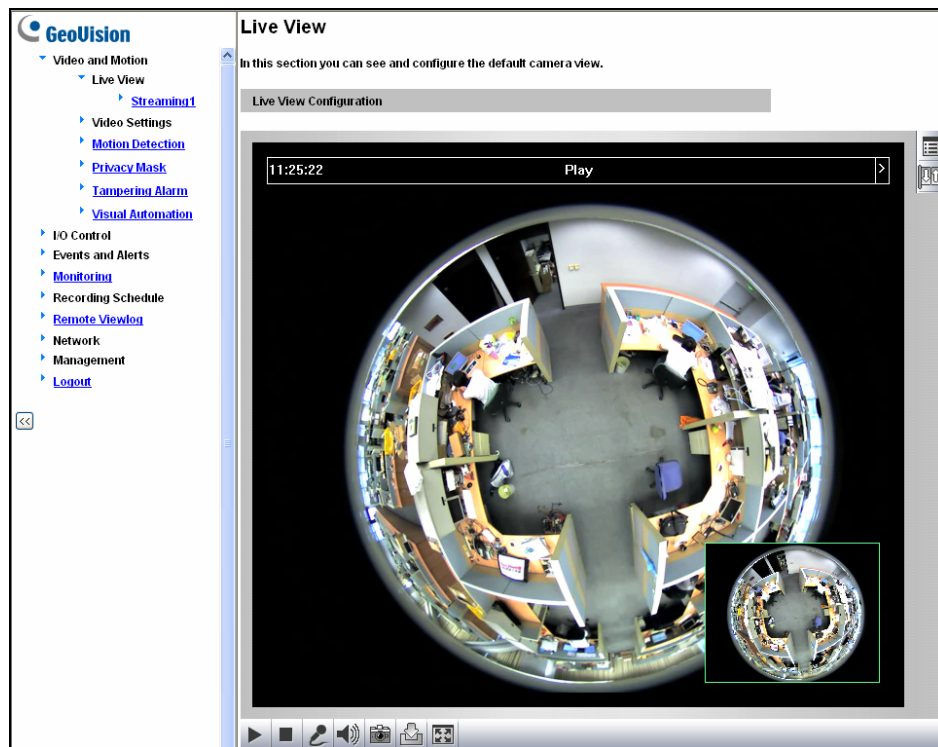 GeoVision
Video and Motion
Live View
Streaming1
Video Settings
Motion Detection
Privacy Mask
Tampering Alarm
Visual Automation
I/O Control
Events and Alerts
Monitoring
Recording Schedule
Remote Viewlog
Network
Management
Logout
<<
Live View
In this section you can see and configure the default camera view.
Live View Configuration
11:25:22 Play >